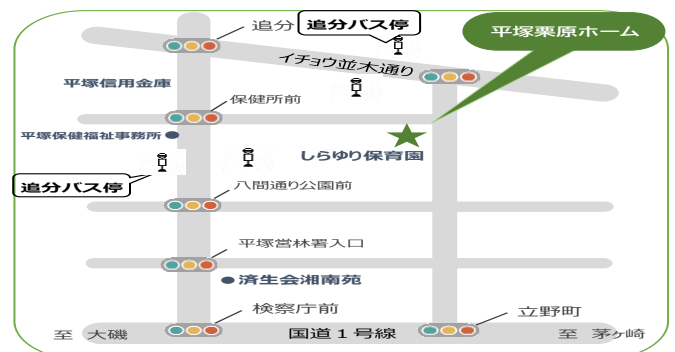 追分
追分バス停
平塚栗原ホーム
イチョウ並木通り
平塚信用金庫
保健所前
平塚保健福祉事務所
しらゆり保育園
追分バス停
八間通り公園前
平塚営林署入口
済生会湘南苑
検察庁前
立野町
至 大磯
国道1号線
至 茅ケ崎